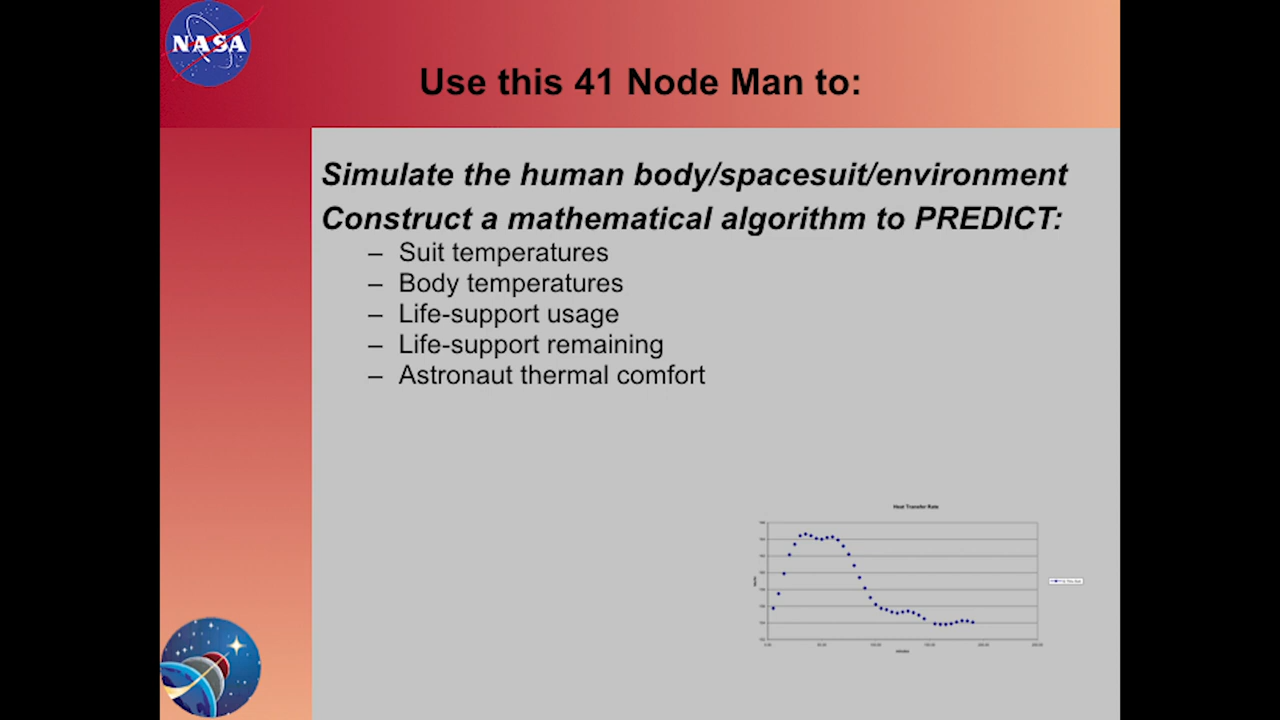 NASA
Use this 41 Node Man to:
Simulate the human body/spacesuit/environment
Construct a mathematical algorithm to PREDICT:
– Suit temperatures
– Body temperatures
– Life-support usage
– Life-support remaining
– Astronaut thermal comfort
Heat Transfer Rate